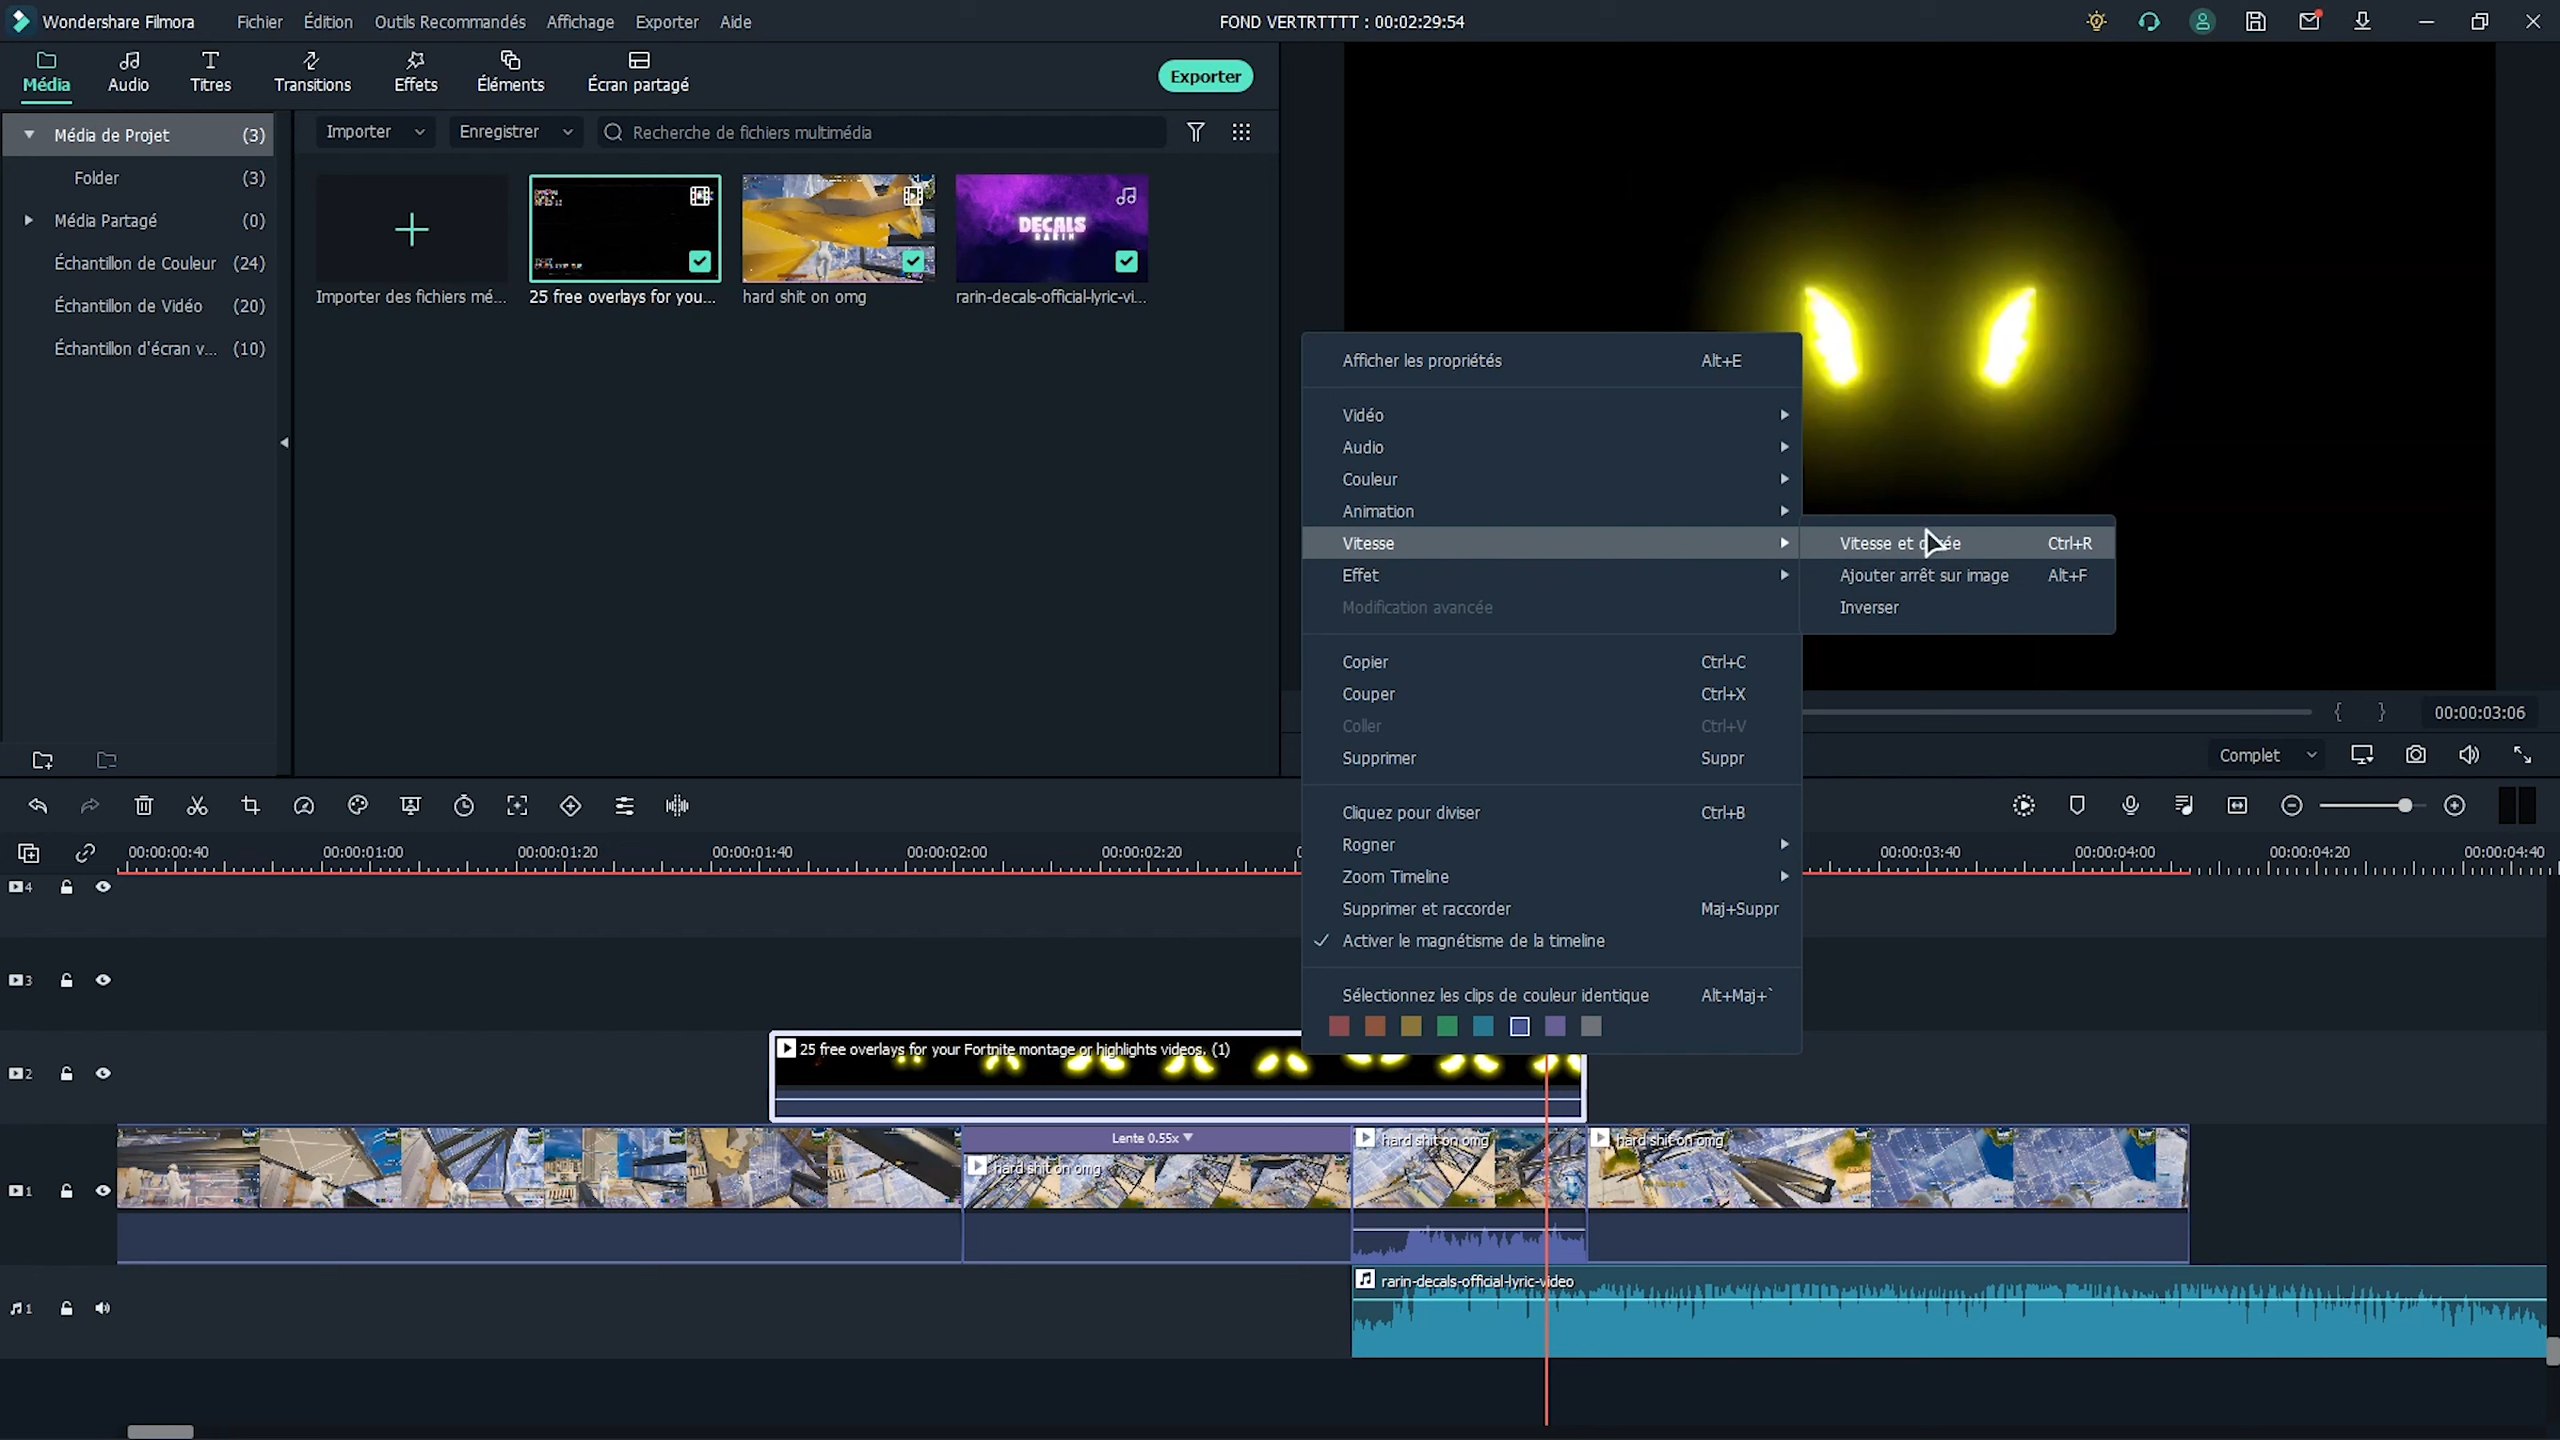 Wondershare Filmora
Fichier
Édition
Outils Recommandés
Affichage
Exporter
Aide
FOND VERTRTTTT : 00:02:29:54
Média
Audio
Titres
Transitions
Effets
Éléments
Écran partagé
Exporter
Média de Projet (3)
Folder (3)
Média Partagé (0)
Échantillon de Couleur (24)
Échantillon de Vidéo (20)
Échantillon d'écran v... (10)
Importer
Enregistrer
Recherche de fichiers multimédia
DECALS
RARIN
Importer des fichiers mé...
25 free overlays for you...
hard shit on omg
rarin-decals-official-lyric-vi...
Afficher les propriétés Alt+E
Vidéo
Audio
Couleur
Animation
Vitesse
Effet
Modification avancée
Copier Ctrl+C
Couper Ctrl+X
Coller Ctrl+V
Supprimer Suppr
Cliquez pour diviser Ctrl+B
Rogner
Zoom Timeline
Supprimer et raccorder Maj+Suppr
Activer le magnétisme de la timeline
Sélectionnez les clips de couleur identique Alt+Maj+`
Vitesse et Ctrl+R
Ajouter arrêt sur image Alt+F
Inverser
{ } 00:00:03:06
Complet
00:00:00:40
00:00:01:00
00:00:01:20
00:00:01:40
00:00:02:00
00:00:02:20
00:00:03:40
00:00:04:00
00:00:04:20
00:00:04:40
4
3
2
25 free overlays for your Fortnite montage or highlights videos. (1)
Lente 0.55x
hard shit on omg
hard shit on omg
hard shit on omg
1
rarin-decals-official-lyric-video
1